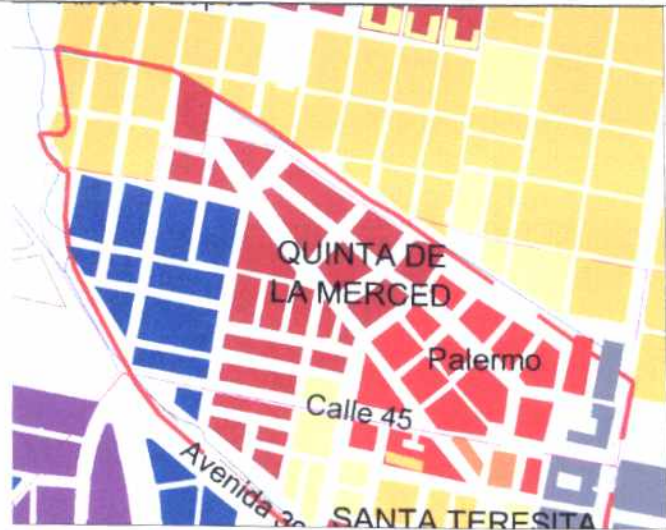 QUINTA DE
LA MERCED
Palermo
Calle 45
Avenida
SANTA TERESITA